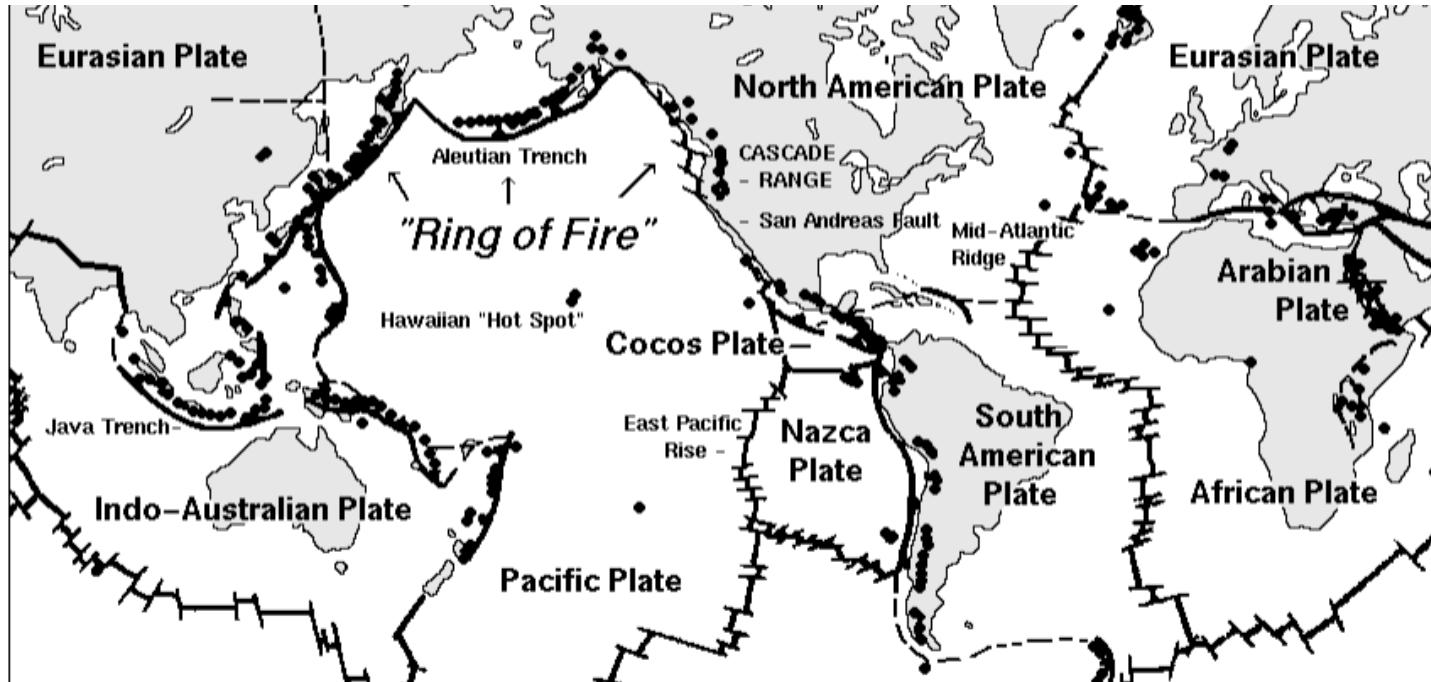 Eurasian Plate
North American Plate
Eurasian Plate
Aleutian Trench
CASCADE
- RANGE
"Ring of Fire"
- San Andreas Fault
Mid-Atlantic
Ridge
Arabian
Plate
Hawaiian "Hot Spot"
Cocos Plate-
Java Trench-
East Pacific
Rise -
Nazca
Plate
South
American
Plate
Indo-Australian Plate
African Plate
Pacific Plate